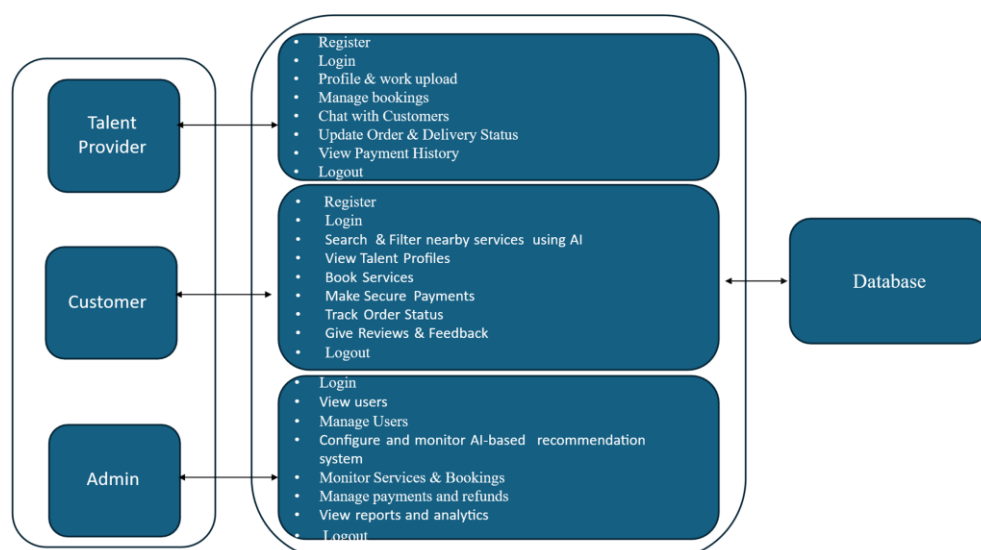 Talent
Provider
• Register
• Login
• Profile & work upload
• Manage bookings
• Chat with Customers
• Update Order & Delivery Status
• View Payment History
• Logout
Customer
• Register
• Login
• Search & Filter nearby services using AI
• View Talent Profiles
• Book Services
• Make Secure Payments
• Track Order Status
• Give Reviews & Feedback
• Logout
Admin
• Login
• View users
• Manage Users
• Configure and monitor AI-based recommendation
system
• Monitor Services & Bookings
• Manage payments and refunds
• View reports and analytics
• Logout
Database